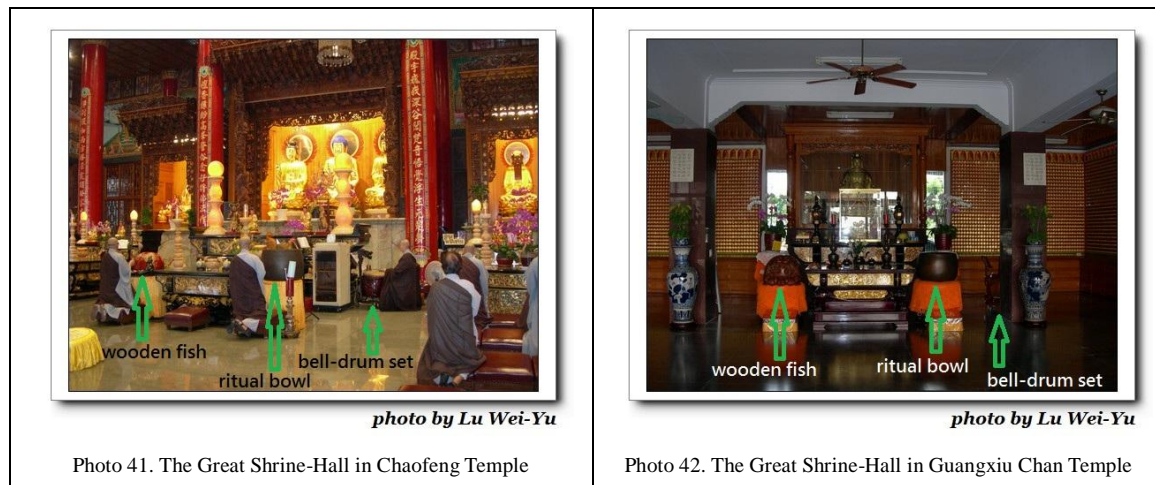 wooden fish
ritual bowl
bell-drum set
photo by Lu Wei-Yu
Photo 41. The Great Shrine-Hall in Chaofeng Temple
wooden fish
ritual bowl
bell-drum set
photo by Lu Wei-Yu
Photo 42. The Great Shrine-Hall in Guangxiu Chan Temple